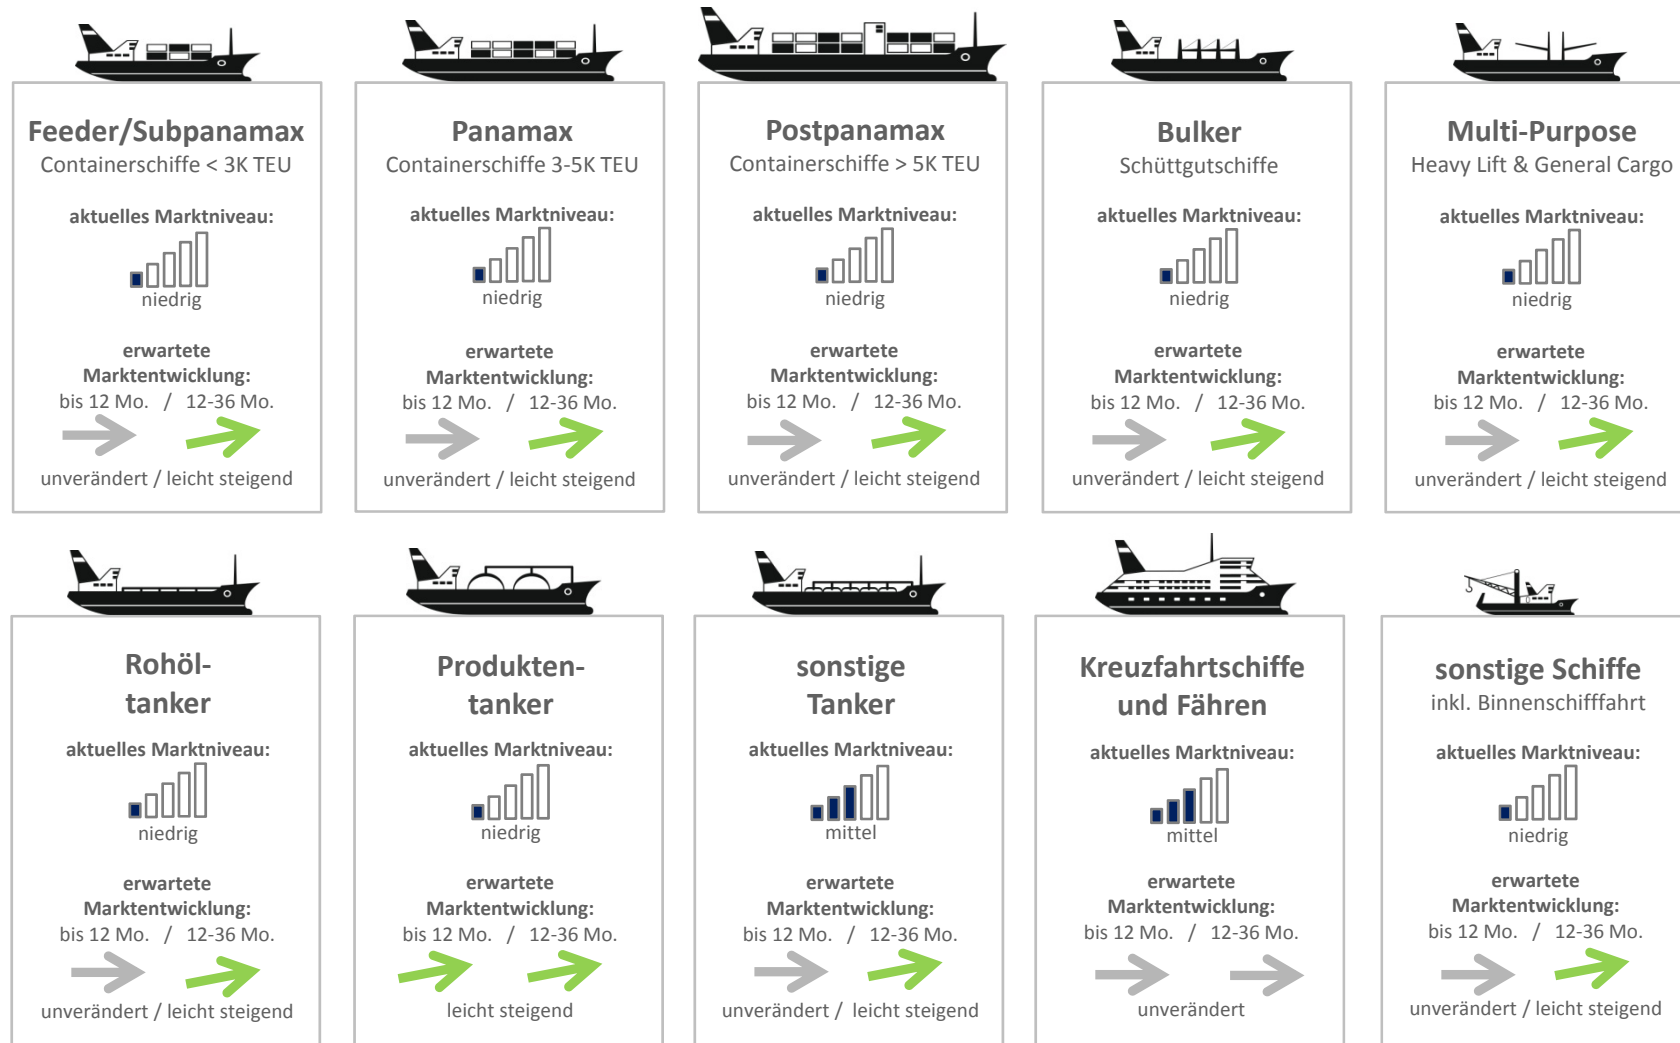 Feeder/Subpanamax
Containerschiffe < 3K TEU
aktuelles Marktniveau:
niedrig
erwartete
Marktentwicklung:
bis 12 Mo. / 12-36 Mo.
unverändert / leicht steigend
Panamax
Containerschiffe 3-5K TEU
aktuelles Marktniveau:
niedrig
erwartete
Marktentwicklung:
bis 12 Mo. / 12-36 Mo.
unverändert / leicht steigend
Postpanamax
Containerschiffe > 5K TEU
aktuelles Marktniveau:
niedrig
erwartete
Marktentwicklung:
bis 12 Mo. / 12-36 Mo.
unverändert / leicht steigend
Bulker
Schüttgutschiffe
aktuelles Marktniveau:
niedrig
erwartete
Marktentwicklung:
bis 12 Mo. / 12-36 Mo.
unverändert / leicht steigend
Multi-Purpose
Heavy Lift & General Cargo
aktuelles Marktniveau:
niedrig
erwartete
Marktentwicklung:
bis 12 Mo. / 12-36 Mo.
unverändert / leicht steigend
Rohöl-
tanker
aktuelles Marktniveau:
niedrig
erwartete
Marktentwicklung:
bis 12 Mo. / 12-36 Mo.
unverändert / leicht steigend
Produkten-
tanker
aktuelles Marktniveau:
niedrig
erwartete
Marktentwicklung:
bis 12 Mo. / 12-36 Mo.
leicht steigend
sonstige
Tanker
aktuelles Marktniveau:
mittel
erwartete
Marktentwicklung:
bis 12 Mo. / 12-36 Mo.
unverändert / leicht steigend
Kreuzfahrtschiffe
und Fähren
aktuelles Marktniveau:
mittel
erwartete
Marktentwicklung:
bis 12 Mo. / 12-36 Mo.
unverändert
sonstige Schiffe
inkl. Binnenschifffahrt
aktuelles Marktniveau:
niedrig
erwartete
Marktentwicklung:
bis 12 Mo. / 12-36 Mo.
unverändert / leicht steigend